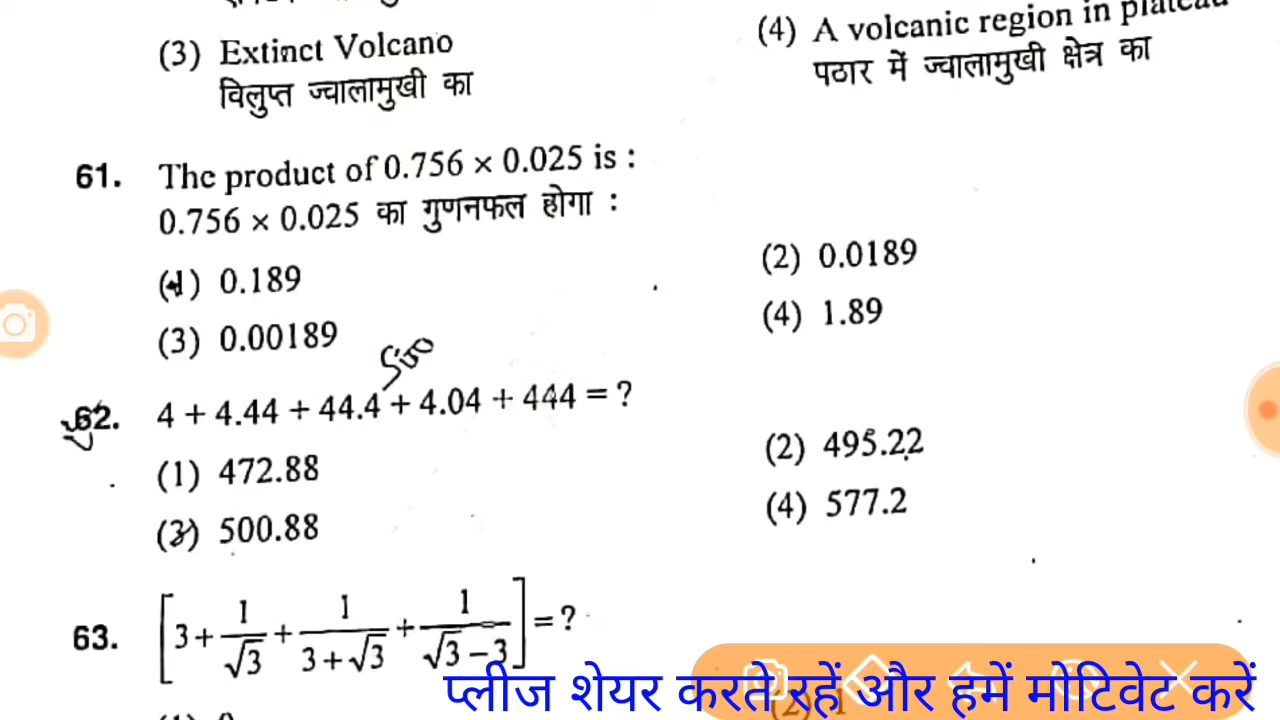 (3) Extinct Volcano
विलुप्त ज्वालामुखी का
(4) A volcanic region in plateau
पठार में ज्वालामुखी क्षेत्र का
61. The product of 0.756 × 0.025 is :
0.756 × 0.025 का गुणनफल होगा :
(1) 0.189
(2) 0.0189
(3) 0.00189
(4) 1.89
62. 4 + 4.44 + 44.4 + 4.04 + 444 = ?
(1) 472.88
(2) 495.22
(3) 500.88
(4) 577.2
63. [3 + 1/√3 + 1/(3 + √3) + 1/(√3 − 3)] = ?
(2) 1
प्लीज शेयर करते रहें और हमें मोटिवेट करें